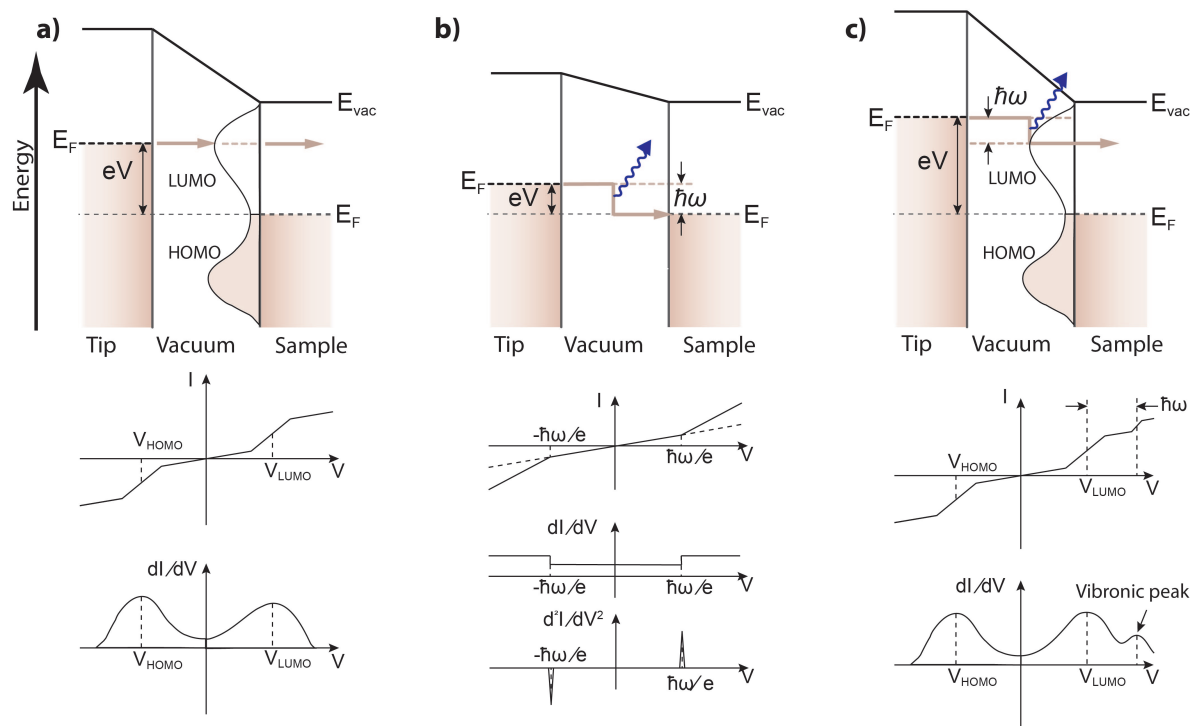 a)
Energy
E_vac
E_F
eV
LUMO
E_F
HOMO
Tip
Vacuum
Sample
I
V_HOMO
V_LUMO
V
dI/dV
V_HOMO
V_LUMO
V
b)
E_vac
E_F
eV
ħω
E_F
Tip
Vacuum
Sample
I
-ħω/e
ħω/e
V
dI/dV
-ħω/e
ħω/e
V
d²I/dV²
-ħω/e
ħω/e
V
c)
ħω
E_vac
E_F
eV
LUMO
E_F
HOMO
Tip
Vacuum
Sample
I
ħω
V_HOMO
V_LUMO
V
dI/dV
Vibronic peak
V_HOMO
V_LUMO
V